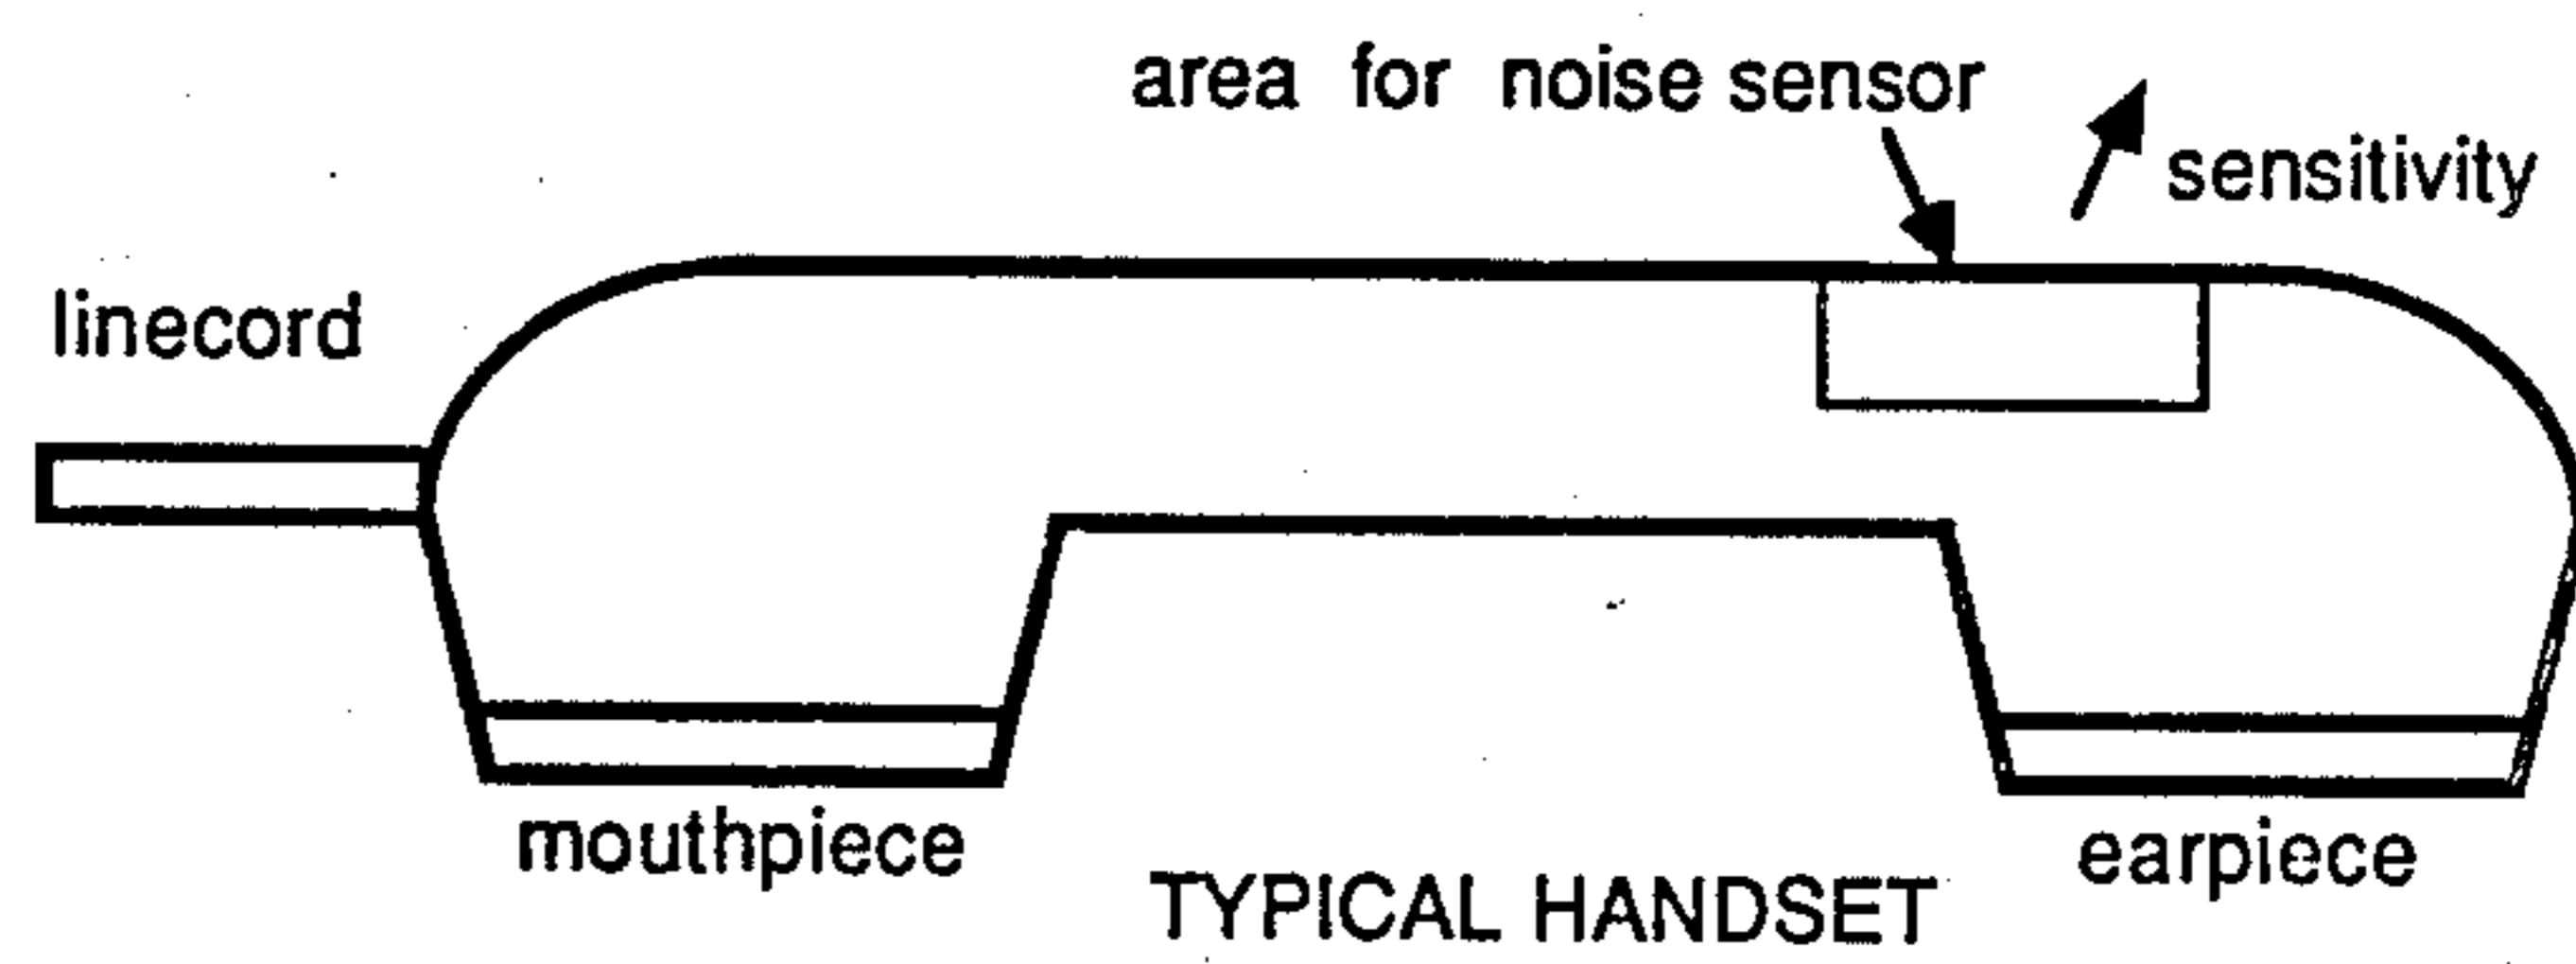 area for noise sensor
sensitivity
linecord
mouthpiece
earpiece
TYPICAL HANDSET